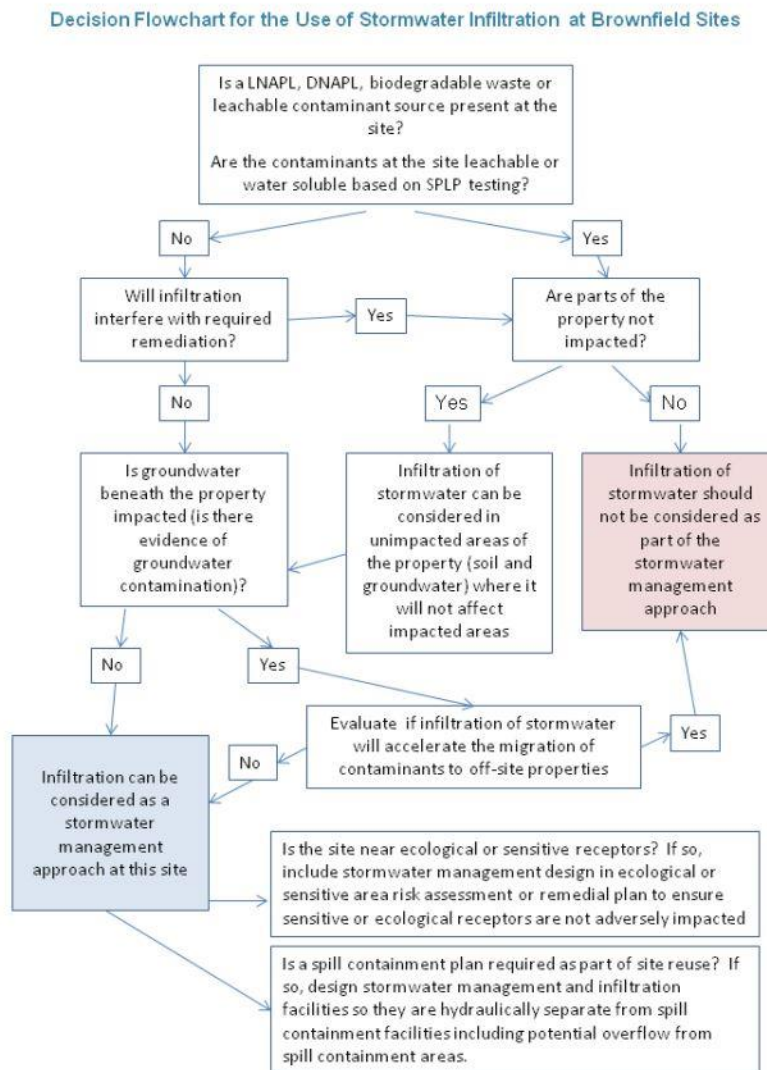 Decision Flowchart for the Use of Stormwater Infiltration at Brownfield Sites
Is a LNAPL, DNAPL, biodegradable waste or
leachable contaminant source present at the
site?
Are the contaminants at the site leachable or
water soluble based on SPLP testing?
No
Yes
Will infiltration
interfere with required
remediation?
Yes
Are parts of the
property not
impacted?
No
Yes
No
Is groundwater
beneath the property
impacted (is there
evidence of
groundwater
contamination)?
Infiltration of
stormwater can be
considered in
unimpacted areas of
the property (soil and
groundwater) where it
will not affect
impacted areas
Infiltration of
stormwater should
not be considered as
part of the
stormwater
management
approach
No
Yes
Evaluate if infiltration of stormwater
will accelerate the migration of
contaminants to off-site properties
No
Yes
Infiltration can be
considered as a
stormwater
management
approach at this site
Is the site near ecological or sensitive receptors? If so,
include stormwater management design in ecological or
sensitive area risk assessment or remedial plan to ensure
sensitive or ecological receptors are not adversely impacted
Is a spill containment plan required as part of site reuse? If
so, design stormwater management and infiltration
facilities so they are hydraulically separate from spill
containment facilities including potential overflow from
spill containment areas.